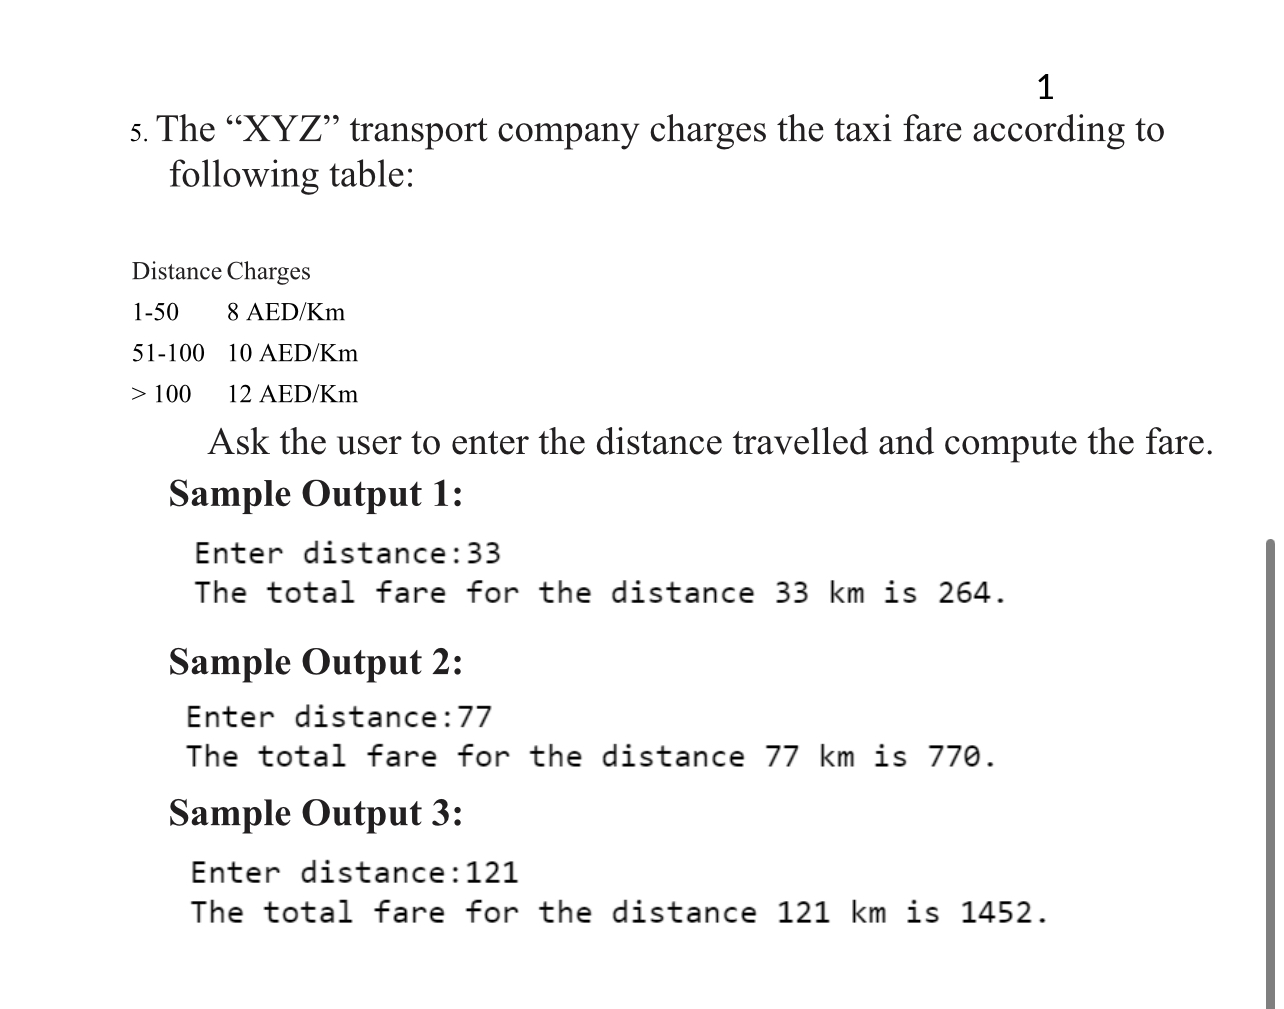 1
5. The “XYZ” transport company charges the taxi fare according to
following table:
Distance Charges
1-50 8 AED/Km
51-100 10 AED/Km
> 100 12 AED/Km
Ask the user to enter the distance travelled and compute the fare.
Sample Output 1:
Enter distance:33
The total fare for the distance 33 km is 264.
Sample Output 2:
Enter distance:77
The total fare for the distance 77 km is 770.
Sample Output 3:
Enter distance:121
The total fare for the distance 121 km is 1452.